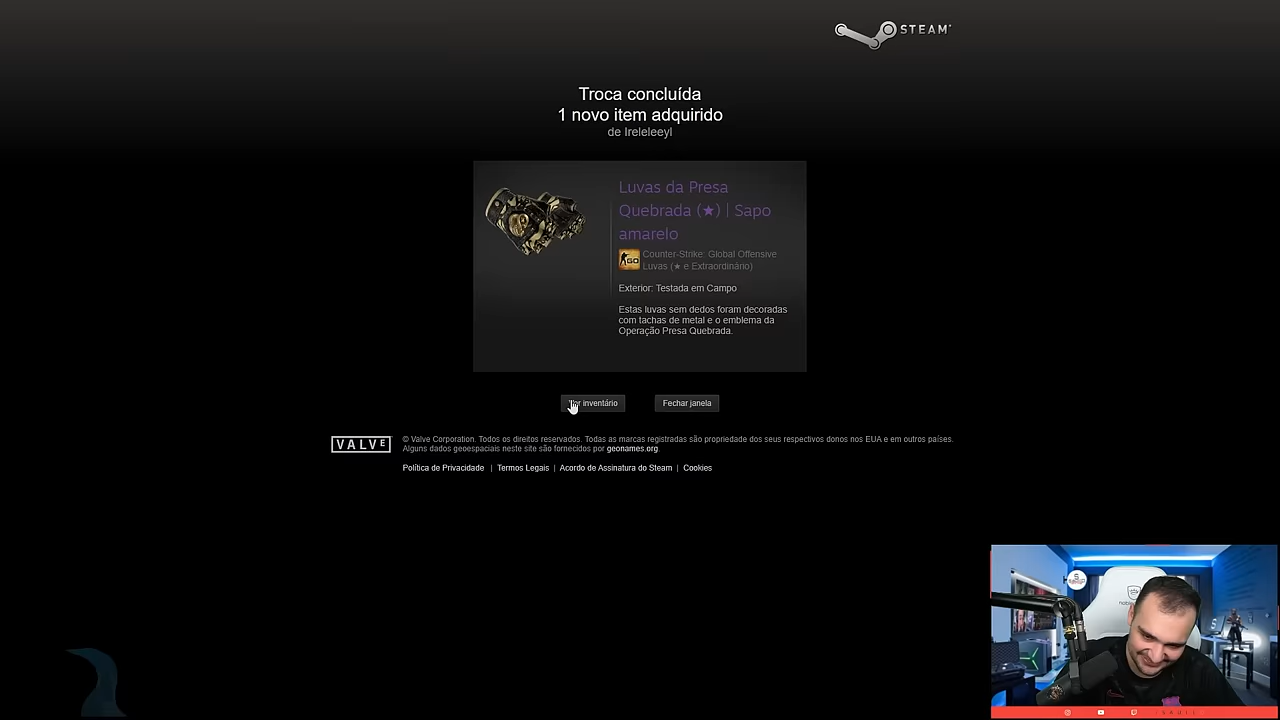 STEAM
Troca concluída
1 novo item adquirido
de Ireleleeyl
Luvas da Presa
Quebrada (★) | Sapo
amarelo
Counter-Strike: Global Offensive
Luvas (★ e Extraordinário)
Exterior: Testada em Campo
Estas luvas sem dedos foram decoradas
com tachas de metal e o emblema da
Operação Presa Quebrada.
inventário
Fechar janela
VALVE
© Valve Corporation. Todos os direitos reservados. Todas as marcas registradas são propriedade dos seus respectivos donos nos EUA e em outros países.
Alguns dados geoespaciais neste site são fornecidos por geonames.org.
Política de Privacidade | Termos Legais | Acordo de Assinatura do Steam | Cookies